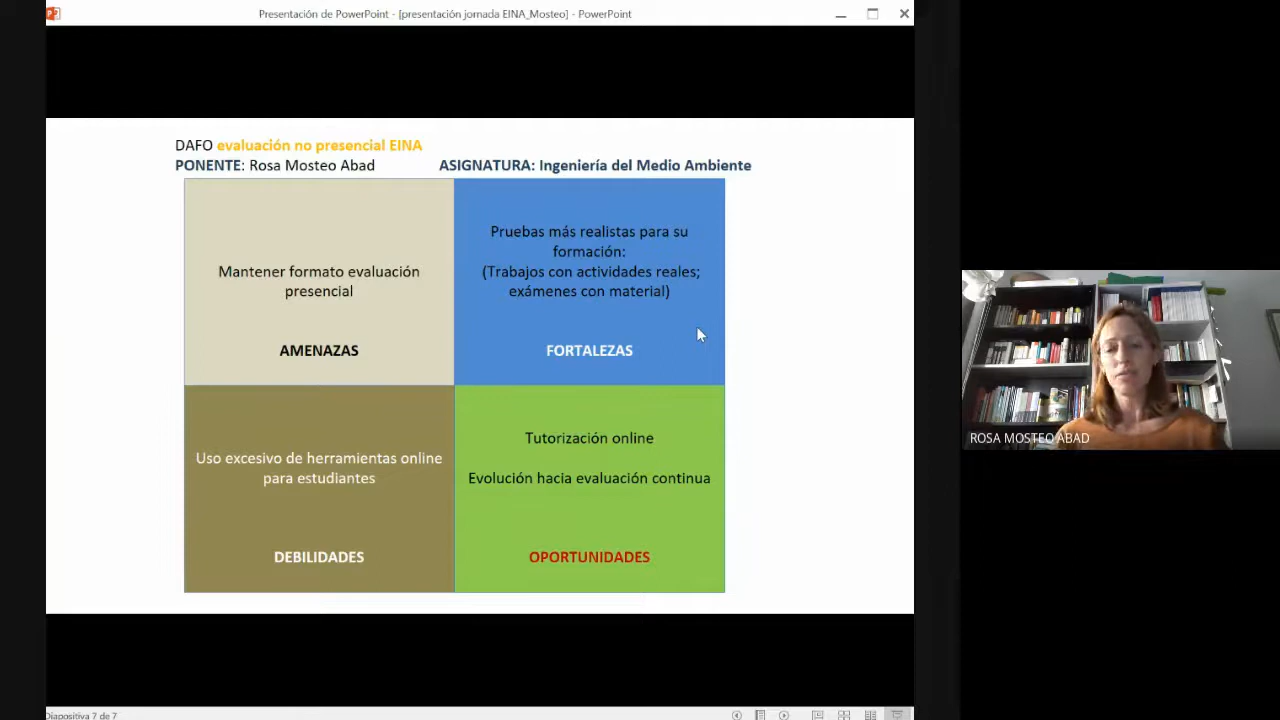 Presentación de PowerPoint - [presentación jornada EINA_Mosteo] - PowerPoint
DAFO evaluación no presencial EINA
PONENTE: Rosa Mosteo Abad
ASIGNATURA: Ingeniería del Medio Ambiente
Mantener formato evaluación
presencial
AMENAZAS
Pruebas más realistas para su
formación:
(Trabajos con actividades reales;
exámenes con material)
FORTALEZAS
Uso excesivo de herramientas online
para estudiantes
DEBILIDADES
Tutorización online
Evolución hacia evaluación continua
OPORTUNIDADES
ROSA MOSTEO ABAD
Diapositiva 7 de 7